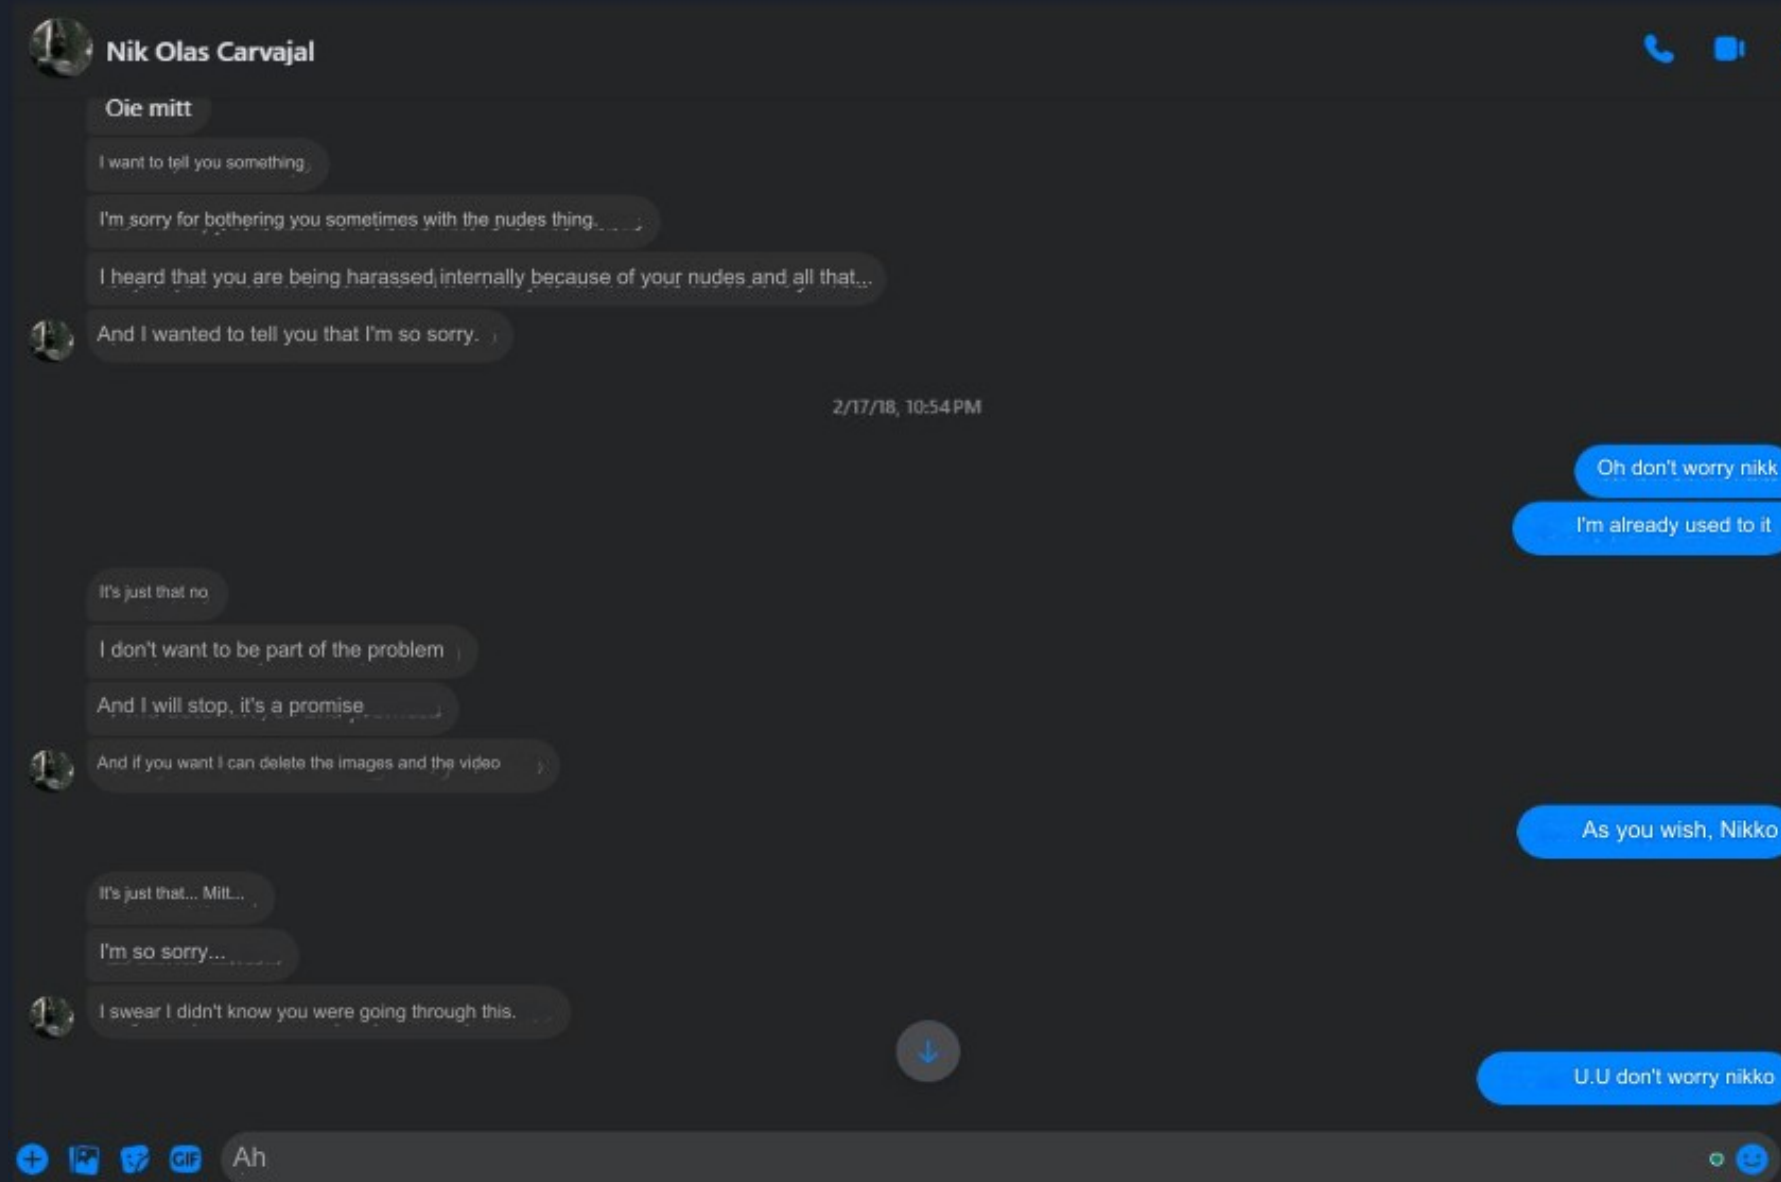 Nik Olas Carvajal
Oie mitt
I want to tell you something
I'm sorry for bothering you sometimes with the nudes thing.
I heard that you are being harassed internally because of your nudes and all that...
And I wanted to tell you that I'm so sorry.
2/17/18, 10:54 PM
Oh don't worry nikk
I'm already used to it
It's just that no
I don't want to be part of the problem
And I will stop, it's a promise
And if you want I can delete the images and the video
As you wish, Nikko
It's just that... Mitt...
I'm so sorry...
I swear I didn't know you were going through this.
U.U don't worry nikko
GIF
Ah